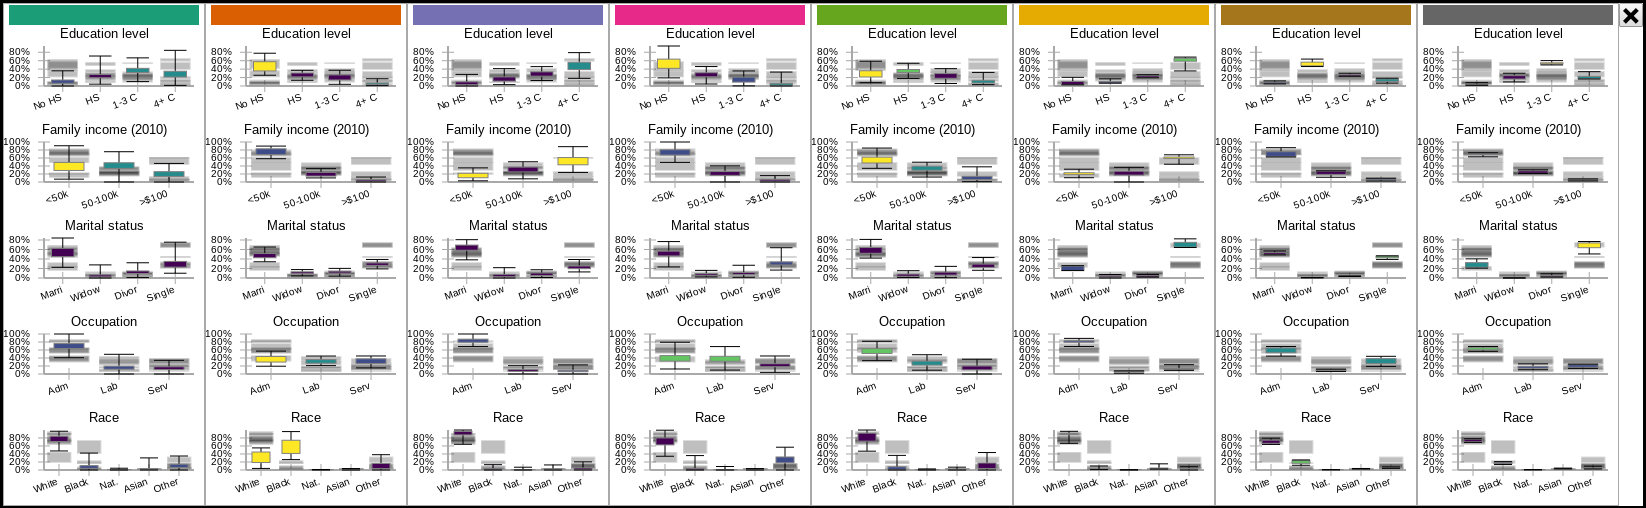 Education level Education level Education level Education level Education level Education level Education level Education level
80% 80% 80% 80% 80% 80% 80% 80%
60% 60% 60% 60% 60% 60% 60% 60%
40% 40% 40% 40% 40% 40% 40% 40%
20% 20% 20% 20% 20% 20% 20% 20%
0% 0% 0% 0% 0% 0% 0% 0%
No HS HS 1-3 C 4+ C No HS HS 1-3 C 4+ C No HS HS 1-3 C 4+ C No HS HS 1-3 C 4+ C No HS HS 1-3 C 4+ C No HS HS 1-3 C 4+ C No HS HS 1-3 C 4+ C No HS HS 1-3 C 4+ C
Family income (2010) Family income (2010) Family income (2010) Family income (2010) Family income (2010) Family income (2010) Family income (2010) Family income (2010)
100% 100% 100% 100% 100% 100% 100% 100%
80% 80% 80% 80% 80% 80% 80% 80%
60% 60% 60% 60% 60% 60% 60% 60%
40% 40% 40% 40% 40% 40% 40% 40%
20% 20% 20% 20% 20% 20% 20% 20%
0% 0% 0% 0% 0% 0% 0% 0%
<50k 50-100k >$100 <50k 50-100k >$100 <50k 50-100k >$100 <50k 50-100k >$100 <50k 50-100k >$100 <50k 50-100k >$100 <50k 50-100k >$100 <50k 50-100k >$100
Marital status Marital status Marital status Marital status Marital status Marital status Marital status Marital status
80% 80% 80% 80% 80% 80% 80% 80%
60% 60% 60% 60% 60% 60% 60% 60%
40% 40% 40% 40% 40% 40% 40% 40%
20% 20% 20% 20% 20% 20% 20% 20%
0% 0% 0% 0% 0% 0% 0% 0%
Marri Widow Divor Single Marri Widow Divor Single Marri Widow Divor Single Marri Widow Divor Single Marri Widow Divor Single Marri Widow Divor Single Marri Widow Divor Single Marri Widow Divor Single
Occupation Occupation Occupation Occupation Occupation Occupation Occupation Occupation
100% 100% 100% 100% 100% 100% 100% 100%
80% 80% 80% 80% 80% 80% 80% 80%
60% 60% 60% 60% 60% 60% 60% 60%
40% 40% 40% 40% 40% 40% 40% 40%
20% 20% 20% 20% 20% 20% 20% 20%
0% 0% 0% 0% 0% 0% 0% 0%
Adm Lab Serv Adm Lab Serv Adm Lab Serv Adm Lab Serv Adm Lab Serv Adm Lab Serv Adm Lab Serv Adm Lab Serv
Race Race Race Race Race Race Race Race
80% 80% 80% 80% 80% 80% 80% 80%
60% 60% 60% 60% 60% 60% 60% 60%
40% 40% 40% 40% 40% 40% 40% 40%
20% 20% 20% 20% 20% 20% 20% 20%
0% 0% 0% 0% 0% 0% 0% 0%
White Black Nat. Asian Other White Black Nat. Asian Other White Black Nat. Asian Other White Black Nat. Asian Other White Black Nat. Asian Other White Black Nat. Asian Other White Black Nat. Asian Other White Black Nat. Asian Other